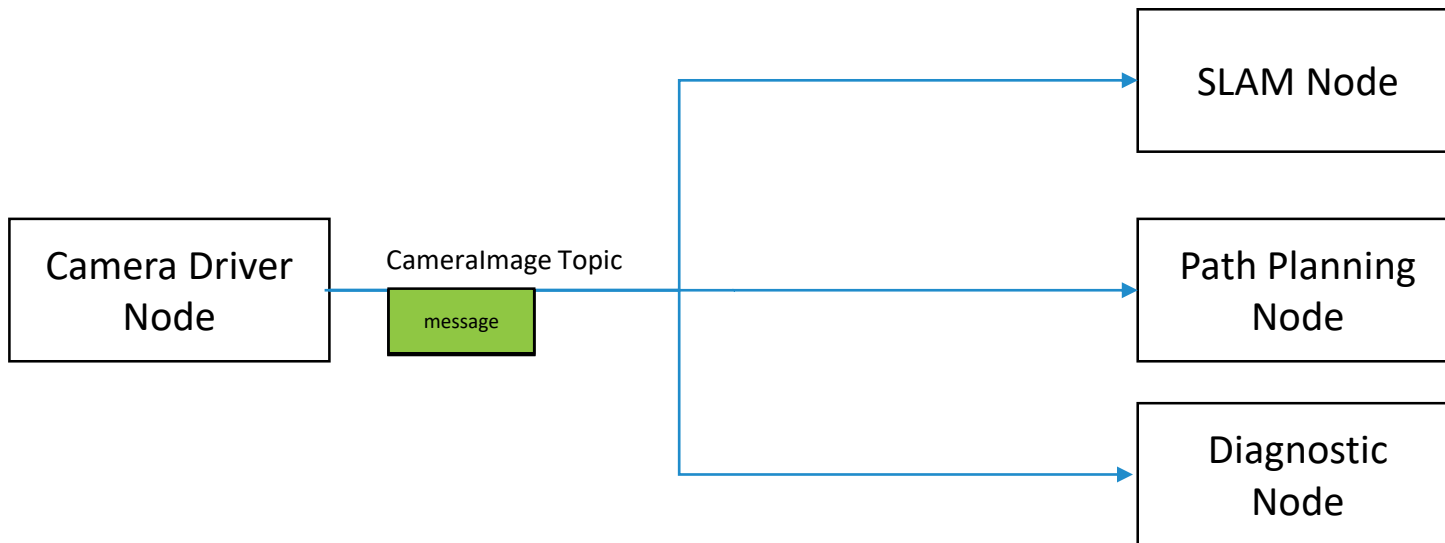 SLAM Node
Camera Driver
Node
CameraImage Topic
message
Path Planning
Node
Diagnostic
Node